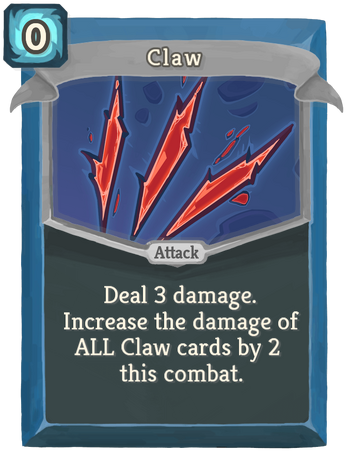 0
Claw
Attack
Deal 3 damage.
Increase the damage of
ALL Claw cards by 2
this combat.